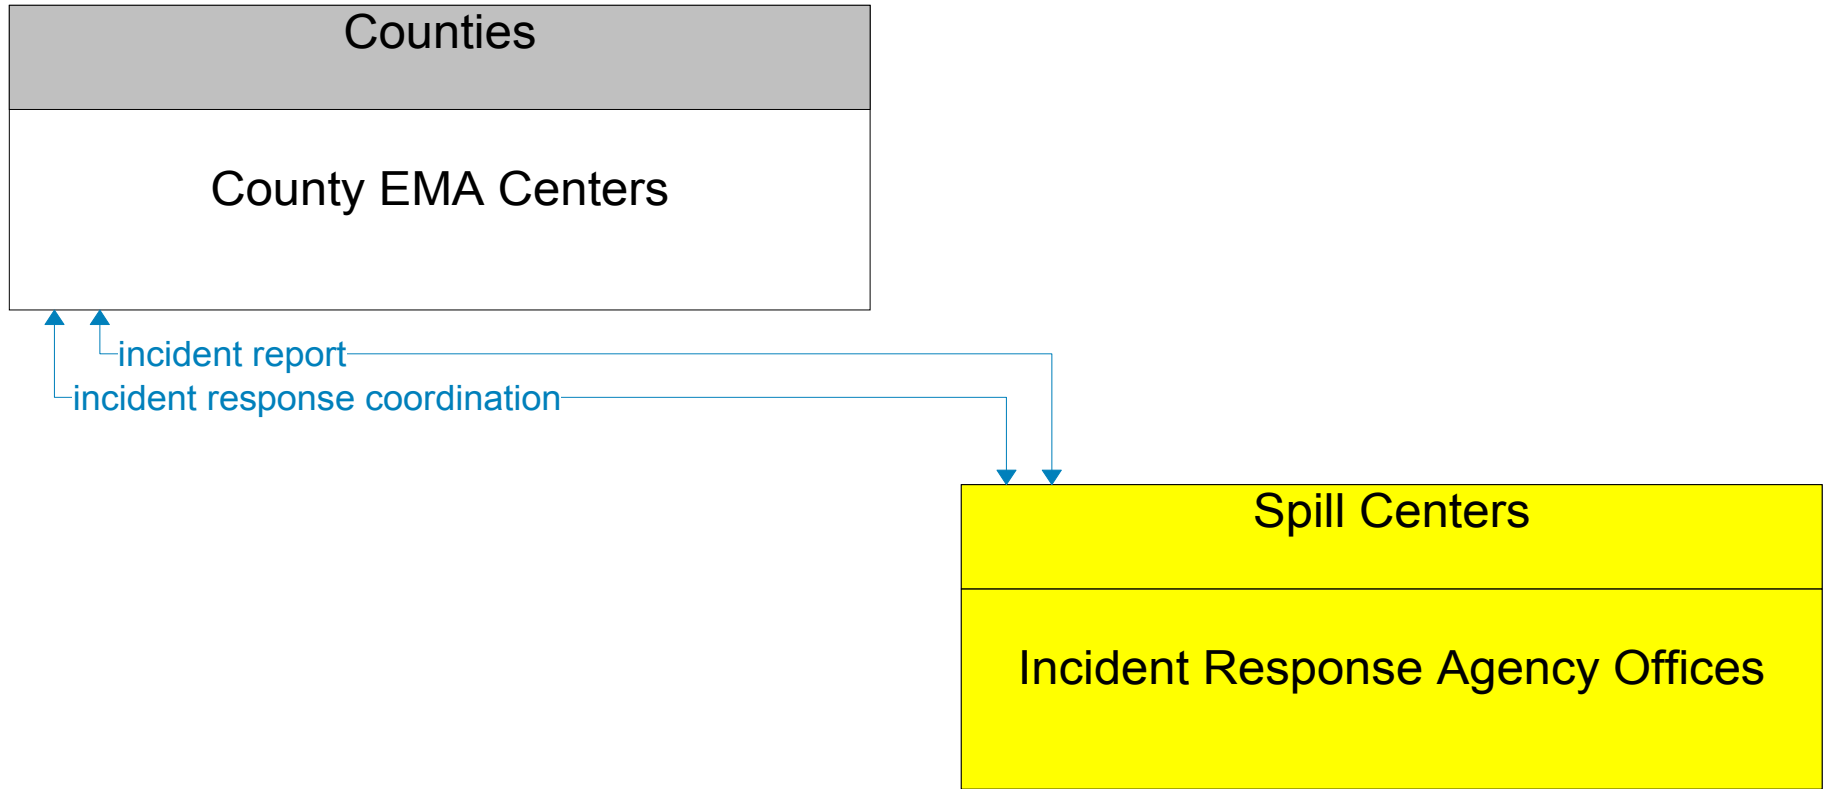 Counties
County EMA Centers
incident report
incident response coordination
Spill Centers
Incident Response Agency Offices